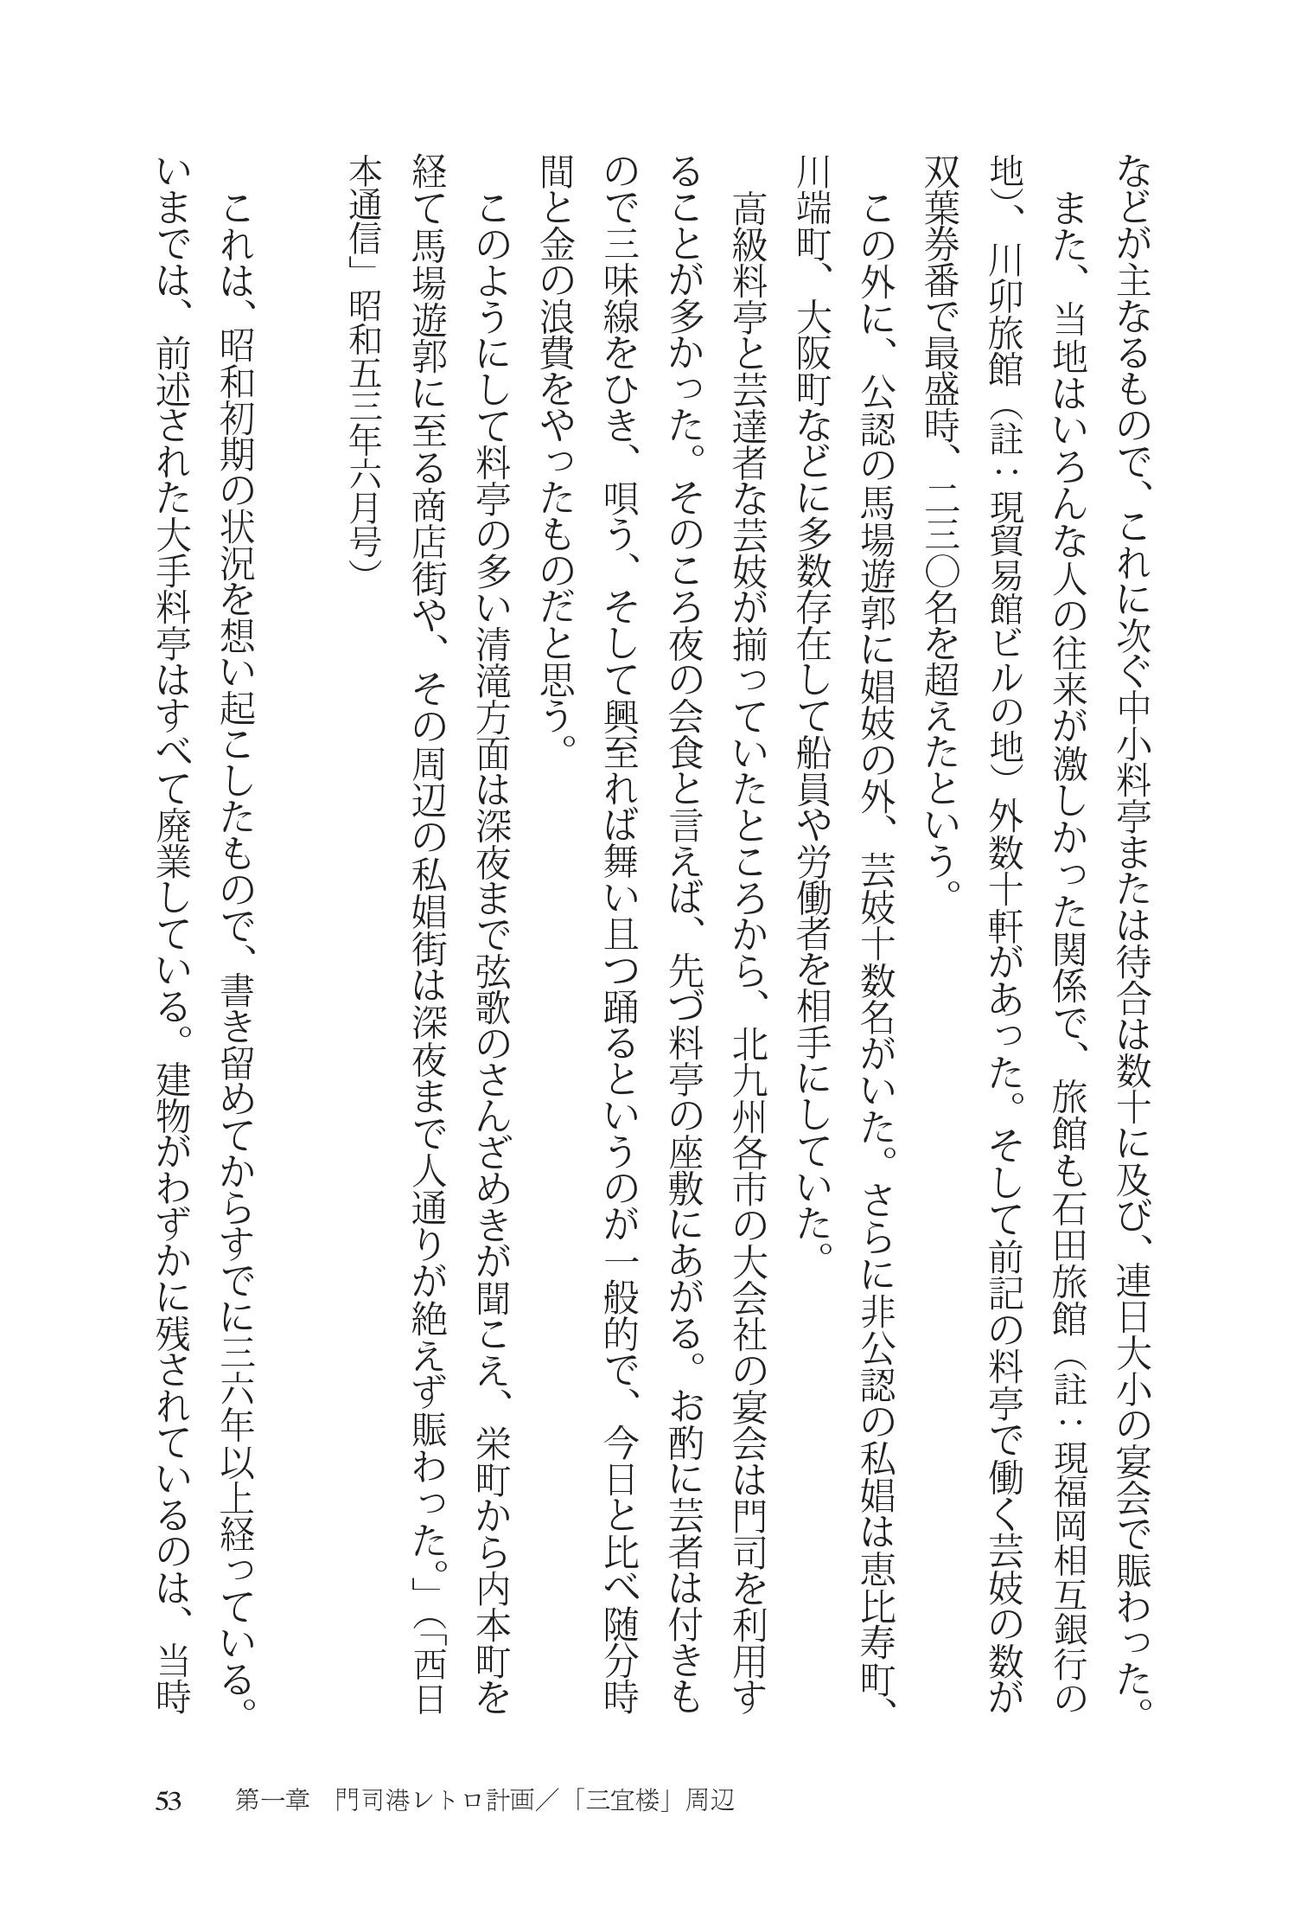 などが主なるもので、これに次ぐ中小料亭または待合は数十に及び、連日大小の宴会で賑わった。
また、当地はいろんな人の往来が激しかった関係で、旅館も石田旅館（註：現福岡相互銀行の
地）、川卯旅館（註：現貿易館ビルの地）外数十軒があった。そして前記の料亭で働く芸妓の数が
双葉券番で最盛時、二三〇名を超えたという。
この外に、公認の馬場遊郭に娼妓の外、芸妓十数名がいた。さらに非公認の私娼は恵比寿町、
川端町、大阪町などに多数存在して船員や労働者を相手にしていた。
高級料亭と芸達者な芸妓が揃っていたところから、北九州各市の大会社の宴会は門司を利用す
ることが多かった。そのころ夜の会食と言えば、先づ料亭の座敷にあがる。お酌に芸者は付きも
ので三味線をひき、唄う、そして興至れば舞い且つ踊るというのが一般的で、今日と比べ随分時
間と金の浪費をやったものだと思う。
このようにして料亭の多い清滝方面は深夜まで弦歌のさんざめきが聞こえ、栄町から内本町を
経て馬場遊郭に至る商店街や、その周辺の私娼街は深夜まで人通りが絶えず賑わった。」（「西日
本通信」昭和五三年六月号）
これは、昭和初期の状況を想い起こしたもので、書き留めてからすでに三六年以上経っている。
いまでは、前述された大手料亭はすべて廃業している。建物がわずかに残されているのは、当時
53 第一章 門司港レトロ計画／「三宜楼」周辺